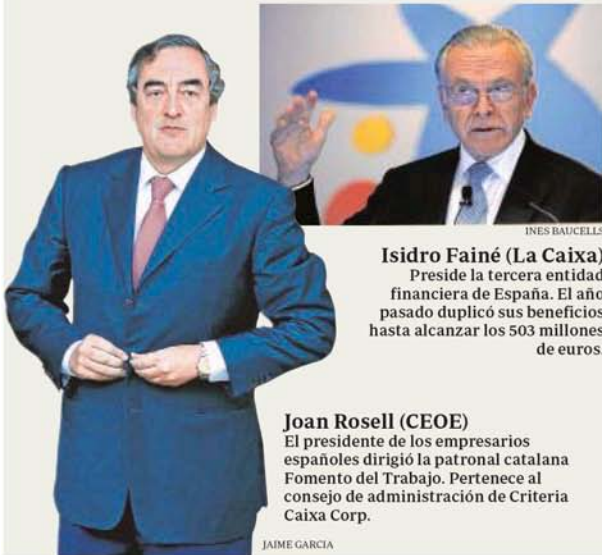 INES BAUCELLS
Isidro Fainé (La Caixa)
Preside la tercera entidad
financiera de España. El año
pasado duplicó sus beneficios
hasta alcanzar los 503 millones
de euros.
Joan Rosell (CEOE)
El presidente de los empresarios
españoles dirigió la patronal catalana
Fomento del Trabajo. Pertenece al
consejo de administración de Criteria
Caixa Corp.
JAIME GARCIA